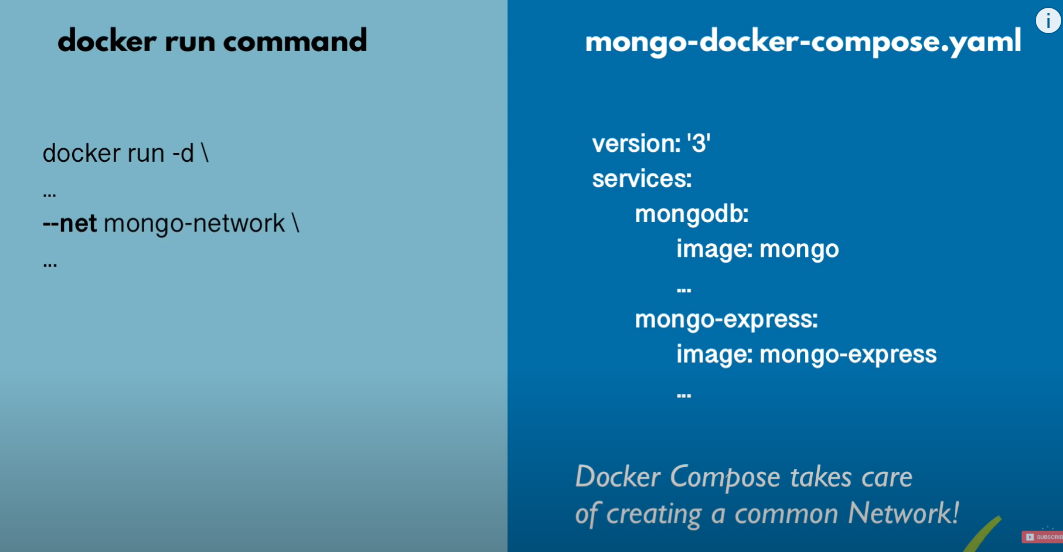 docker run command
docker run -d \
...
--net mongo-network \
...
mongo-docker-compose.yaml
version: '3'
services:
mongodb:
image: mongo
...
mongo-express:
image: mongo-express
...
Docker Compose takes care
of creating a common Network!
i